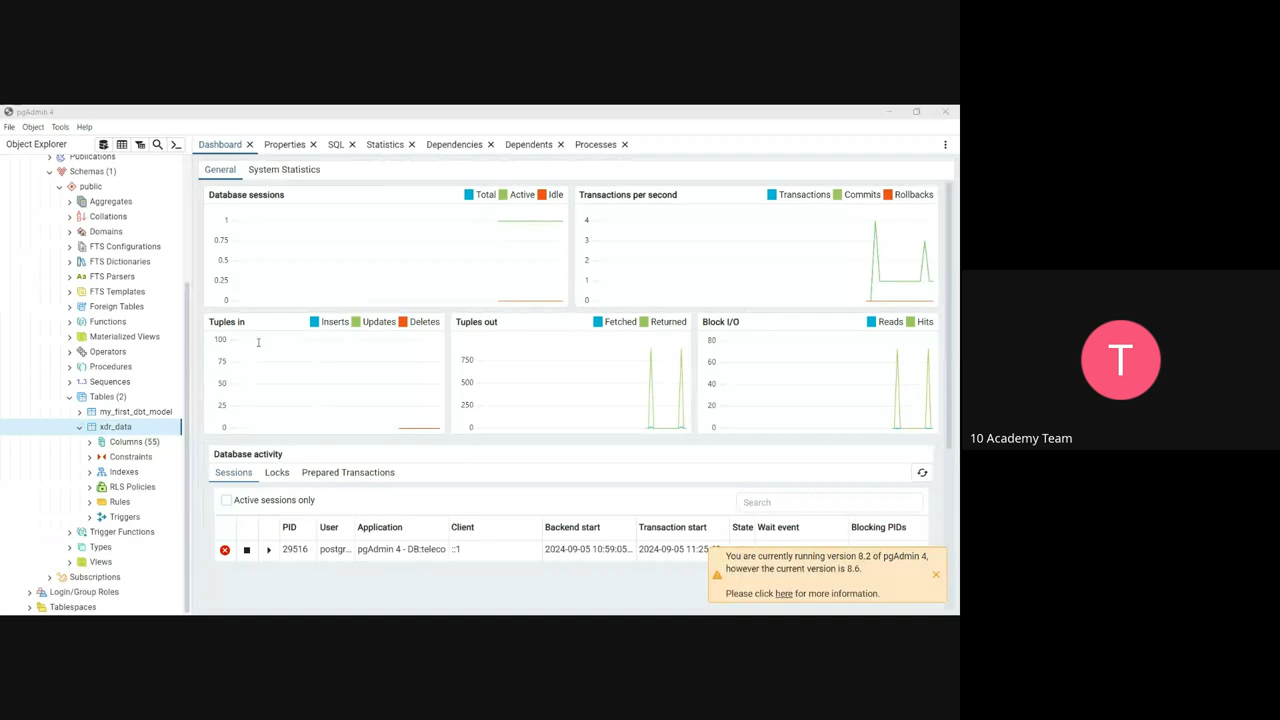 pgAdmin 4
File Object Tools Help
Object Explorer
Publications
Schemas (1)
public
Aggregates
Collations
Domains
FTS Configurations
FTS Dictionaries
FTS Parsers
FTS Templates
Foreign Tables
Functions
Materialized Views
Operators
Procedures
Sequences
Tables (2)
my_first_dbt_model
xdr_data
Columns (55)
Constraints
Indexes
RLS Policies
Rules
Triggers
Trigger Functions
Types
Views
Subscriptions
Login/Group Roles
Tablespaces
Dashboard Properties SQL Statistics Dependencies Dependents Processes
General System Statistics
Database sessions Total Active Idle
1
0.75
0.5
0.25
0
Transactions per second Transactions Commits Rollbacks
4
3
2
1
0
Tuples in Inserts Updates Deletes
100
75
50
25
0
Tuples out Fetched Returned
750
500
250
0
Block I/O Reads Hits
80
60
40
20
0
Database activity
Sessions Locks Prepared Transactions
Active sessions only Search
PID User Application Client Backend start Transaction start State Wait event Blocking PIDs
29516 postgr... pgAdmin 4 - DB:teleco ::1 2024-09-05 10:59:05... 2024-09-05 11:25
You are currently running version 8.2 of pgAdmin 4,
however the current version is 8.6.
Please click here for more information.
T
10 Academy Team